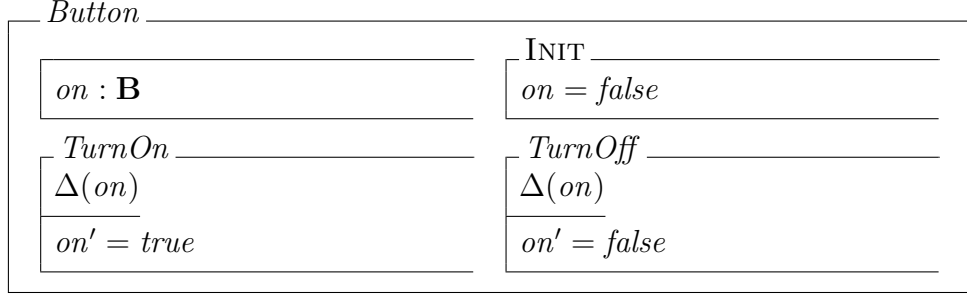 Button
on : B
INIT
on = false
TurnOn
Δ(on)
on′ = true
TurnOff
Δ(on)
on′ = false